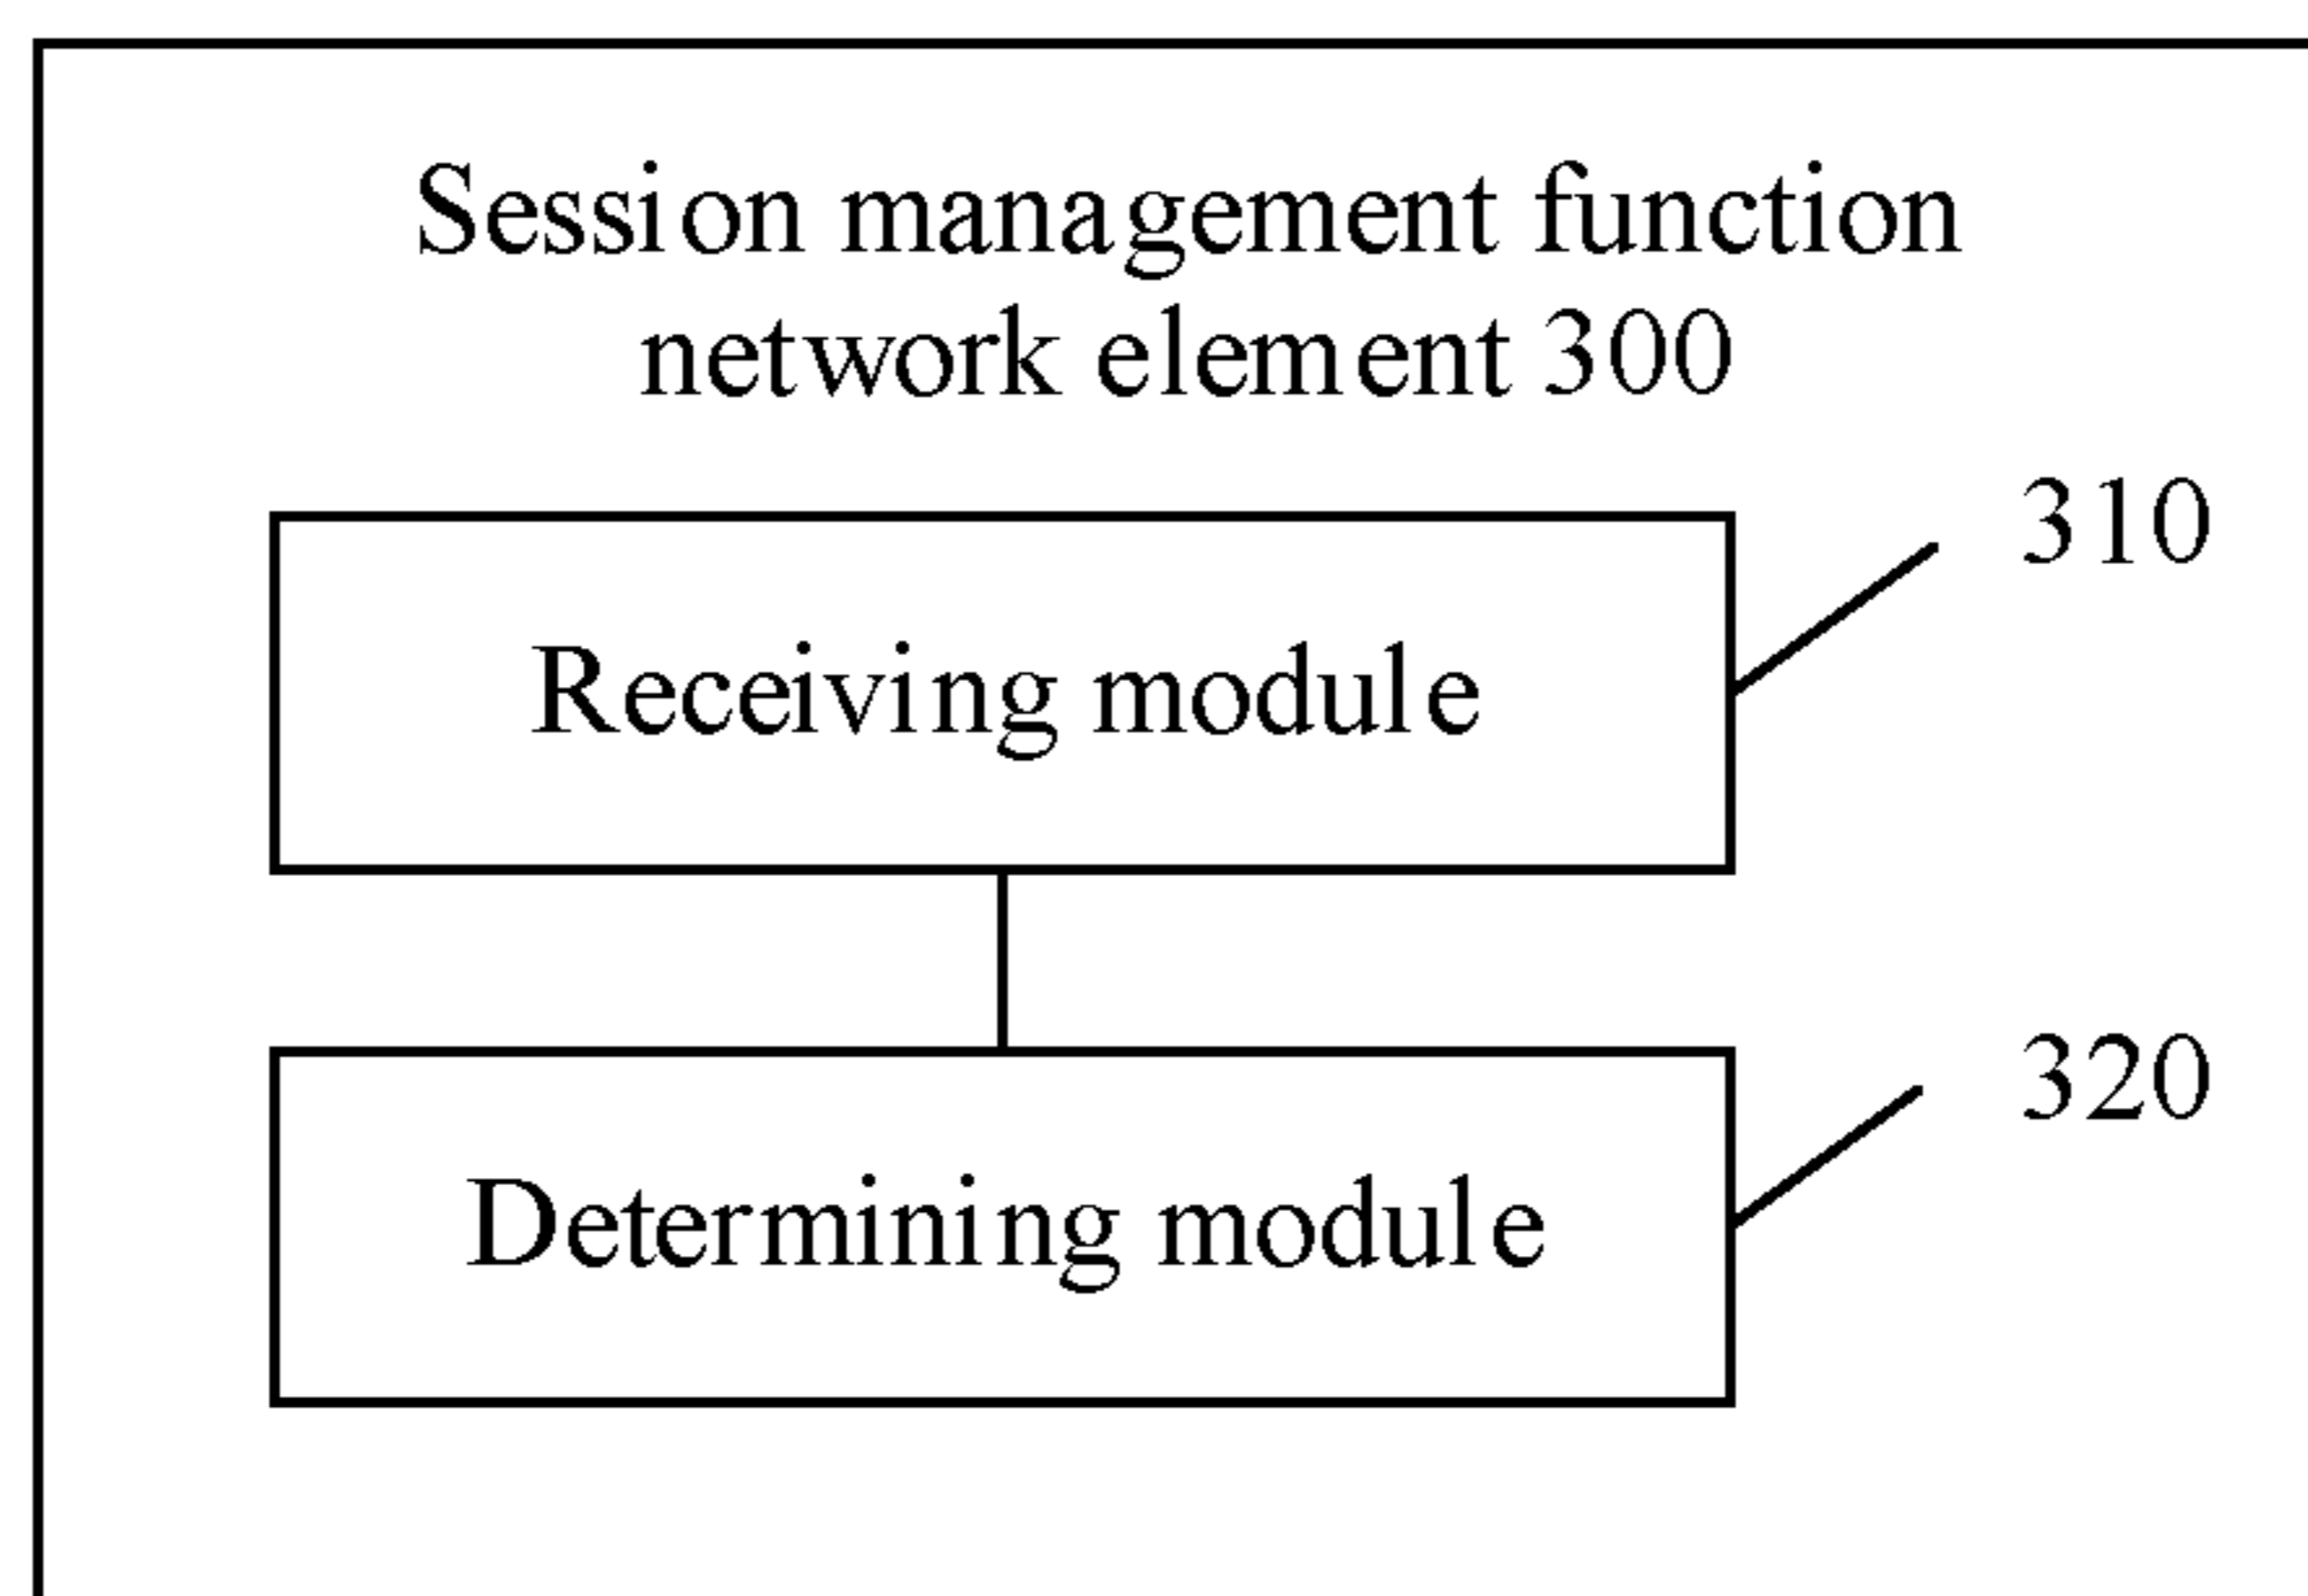 Session management function
network element 300
310
Receiving module
320
Determining module